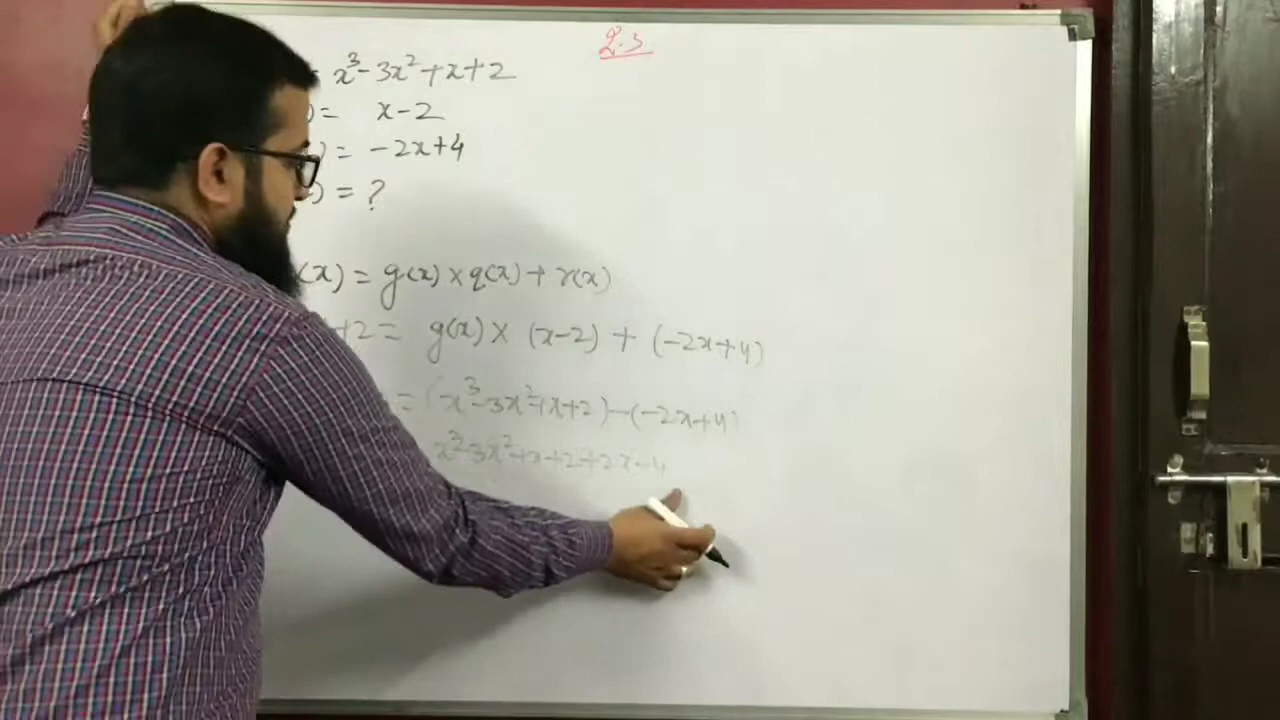 2.3
x³-3x²+x+2
)= x-2
)= -2x+4
)= ?
(x) = g(x) × q(x) + r(x)
+2 = g(x) × (x-2) + (-2x+4)
= (x³-3x²+x+2) - (-2x+4)
x³-3x²+x+2+2x-4